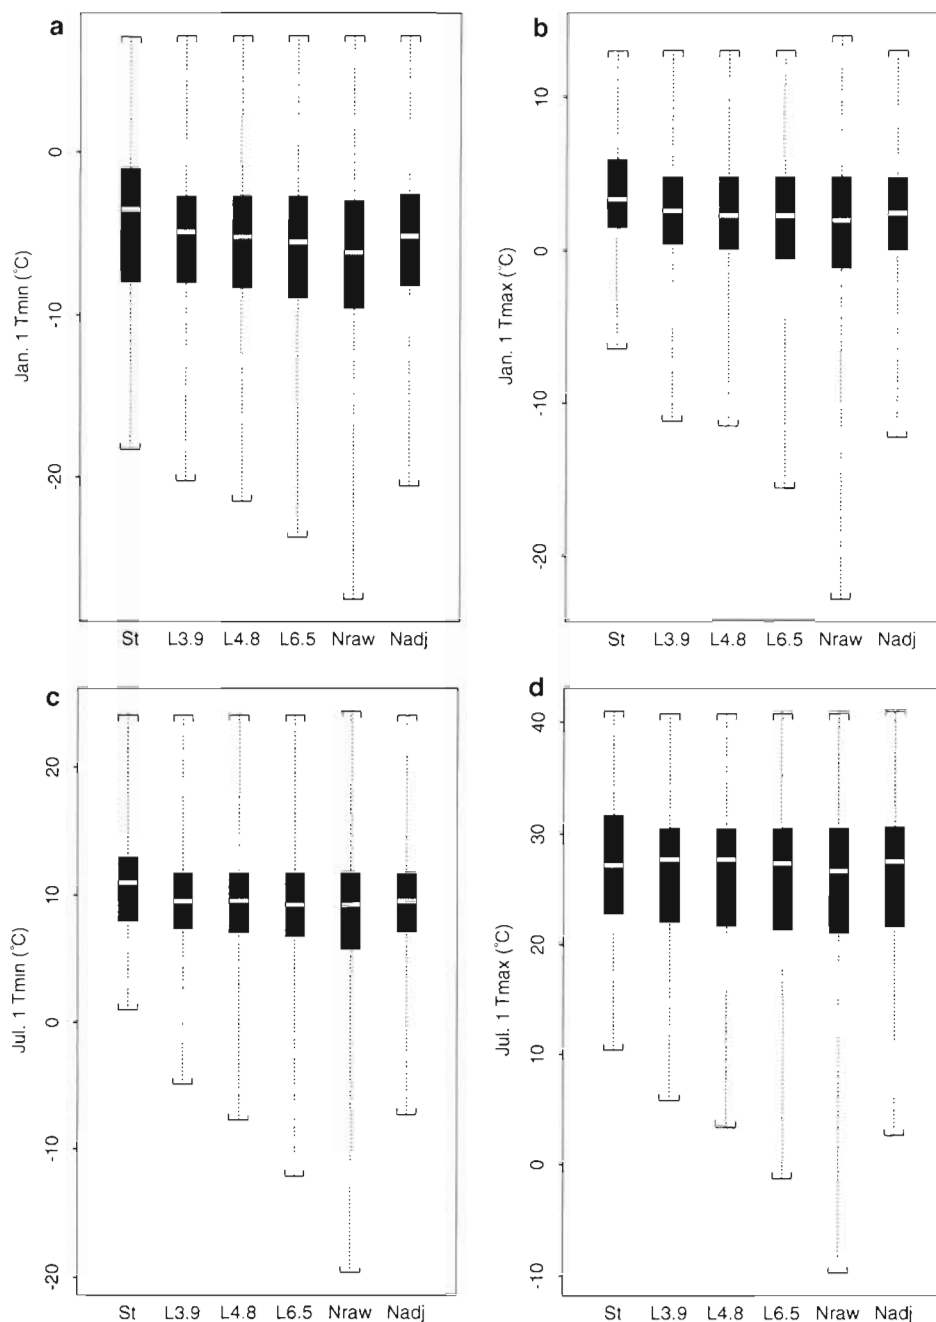 a
Jan. 1 Tmin (°C)
0
-10
-20
St L3.9 L4.8 L6.5 Nraw Nadj
b
Jan. 1 Tmax (°C)
10
0
-10
-20
St L3.9 L4.8 L6.5 Nraw Nadj
c
Jul. 1 Tmin (°C)
20
10
0
-10
-20
St L3.9 L4.8 L6.5 Nraw Nadj
d
Jul. 1 Tmax (°C)
40
30
20
10
0
-10
St L3.9 L4.8 L6.5 Nraw Nadj